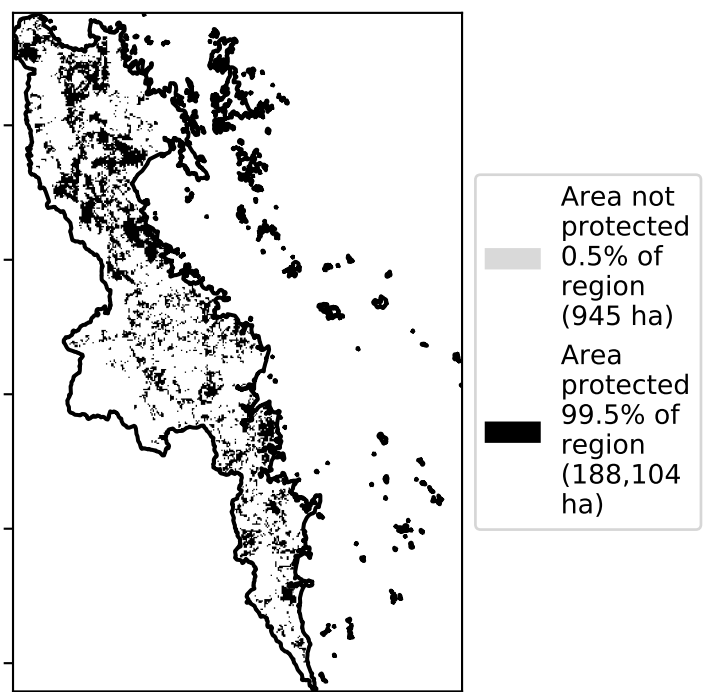 Area not
protected
0.5% of
region
(945 ha)
Area
protected
99.5% of
region
(188,104
ha)